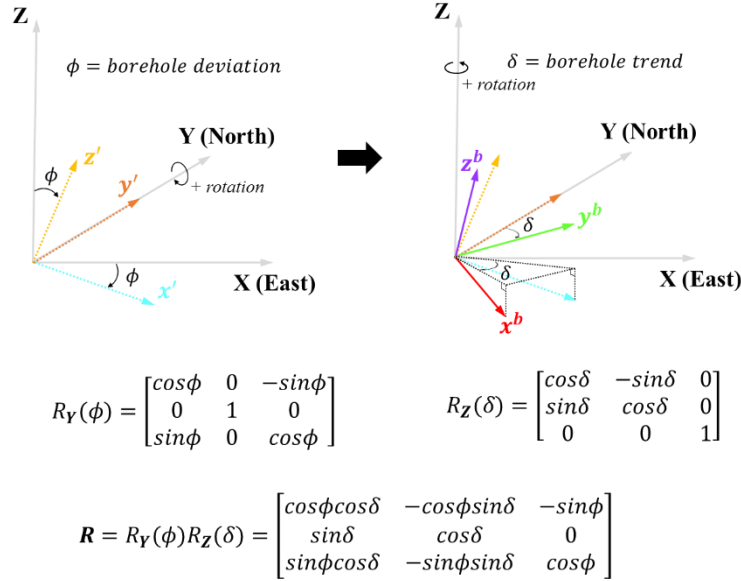 Z
ϕ = borehole deviation
Y (North)
z′
ϕ
y′
+ rotation
ϕ
X (East)
x′
Z
δ = borehole trend
+ rotation
Y (North)
z^b
δ
y^b
δ
X (East)
x^b
R_Y(ϕ) = [cosϕ 0 −sinϕ
0 1 0
sinϕ 0 cosϕ]
R_Z(δ) = [cosδ −sinδ 0
sinδ cosδ 0
0 0 1]
R = R_Y(ϕ)R_Z(δ) = [cosϕcosδ −cosϕsinδ −sinϕ
sinδ cosδ 0
sinϕcosδ −sinϕsinδ cosϕ]